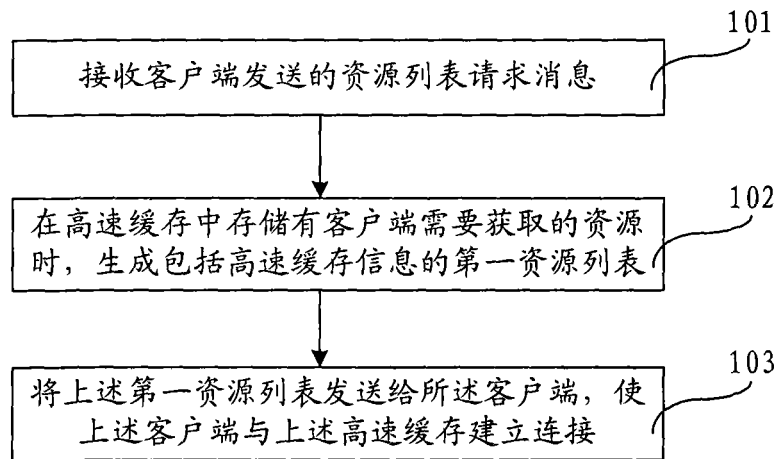 101
接收客户端发送的资源列表请求消息
102
在高速缓存中存储有客户端需要获取的资源
时，生成包括高速缓存信息的第一资源列表
103
将上述第一资源列表发送给所述客户端，使
上述客户端与上述高速缓存建立连接